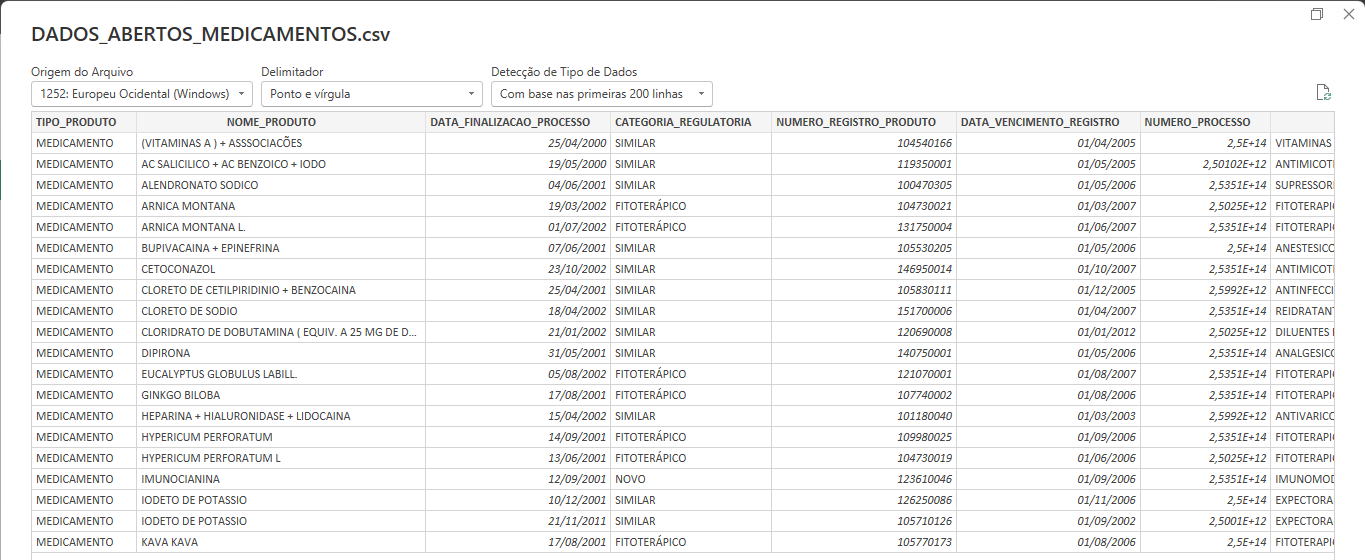 DADOS_ABERTOS_MEDICAMENTOS.csv
Origem do Arquivo Delimitador Detecção de Tipo de Dados
1252: Europeu Ocidental (Windows) Ponto e vírgula Com base nas primeiras 200 linhas
TIPO_PRODUTO NOME_PRODUTO DATA_FINALIZACAO_PROCESSO CATEGORIA_REGULATORIA NUMERO_REGISTRO_PRODUTO DATA_VENCIMENTO_REGISTRO NUMERO_PROCESSO
MEDICAMENTO (VITAMINAS A ) + ASSSOCIACÕES 25/04/2000 SIMILAR 104540166 01/04/2005 2,5E+14 VITAMINAS
MEDICAMENTO AC SALICILICO + AC BENZOICO + IODO 19/05/2000 SIMILAR 119350001 01/05/2005 2,50102E+12 ANTIMICOTI
MEDICAMENTO ALENDRONATO SODICO 04/06/2001 SIMILAR 100470305 01/05/2006 2,5351E+14 SUPRESSOR
MEDICAMENTO ARNICA MONTANA 19/03/2002 FITOTERÁPICO 104730021 01/03/2007 2,5025E+12 FITOTERAPI
MEDICAMENTO ARNICA MONTANA L. 01/07/2002 FITOTERÁPICO 131750004 01/06/2007 2,5351E+14 FITOTERAPI
MEDICAMENTO BUPIVACAINA + EPINEFRINA 07/06/2001 SIMILAR 105530205 01/05/2006 2,5E+14 ANESTESICO
MEDICAMENTO CETOCONAZOL 23/10/2002 SIMILAR 146950014 01/10/2007 2,5351E+14 ANTIMICOTI
MEDICAMENTO CLORETO DE CETILPIRIDINIO + BENZOCAINA 25/04/2001 SIMILAR 105830111 01/12/2005 2,5992E+12 ANTINFECCI
MEDICAMENTO CLORETO DE SODIO 18/04/2002 SIMILAR 151700006 01/04/2007 2,5351E+14 REIDRATANT
MEDICAMENTO CLORIDRATO DE DOBUTAMINA ( EQUIV. A 25 MG DE D... 21/01/2002 SIMILAR 120690008 01/01/2012 2,5025E+12 DILUENTES
MEDICAMENTO DIPIRONA 31/05/2001 SIMILAR 140750001 01/05/2006 2,5351E+14 ANALGESICO
MEDICAMENTO EUCALYPTUS GLOBULUS LABILL. 05/08/2002 FITOTERÁPICO 121070001 01/08/2007 2,5351E+14 FITOTERAPI
MEDICAMENTO GINKGO BILOBA 17/08/2001 FITOTERÁPICO 107740002 01/08/2006 2,5351E+14 FITOTERAPI
MEDICAMENTO HEPARINA + HIALURONIDASE + LIDOCAINA 15/04/2002 SIMILAR 101180040 01/03/2003 2,5992E+12 ANTIVARICO
MEDICAMENTO HYPERICUM PERFORATUM 14/09/2001 FITOTERÁPICO 109980025 01/09/2006 2,5351E+14 FITOTERAPI
MEDICAMENTO HYPERICUM PERFORATUM L 13/06/2001 FITOTERÁPICO 104730019 01/06/2006 2,5025E+12 FITOTERAPI
MEDICAMENTO IMUNOCIANINA 12/09/2001 NOVO 123610046 01/09/2006 2,5351E+14 IMUNOMOD
MEDICAMENTO IODETO DE POTASSIO 10/12/2001 SIMILAR 126250086 01/11/2006 2,5E+14 EXPECTORA
MEDICAMENTO IODETO DE POTASSIO 21/11/2011 SIMILAR 105710126 01/09/2002 2,5001E+12 EXPECTORA
MEDICAMENTO KAVA KAVA 17/08/2001 FITOTERÁPICO 105770173 01/08/2006 2,5E+14 FITOTERAPI